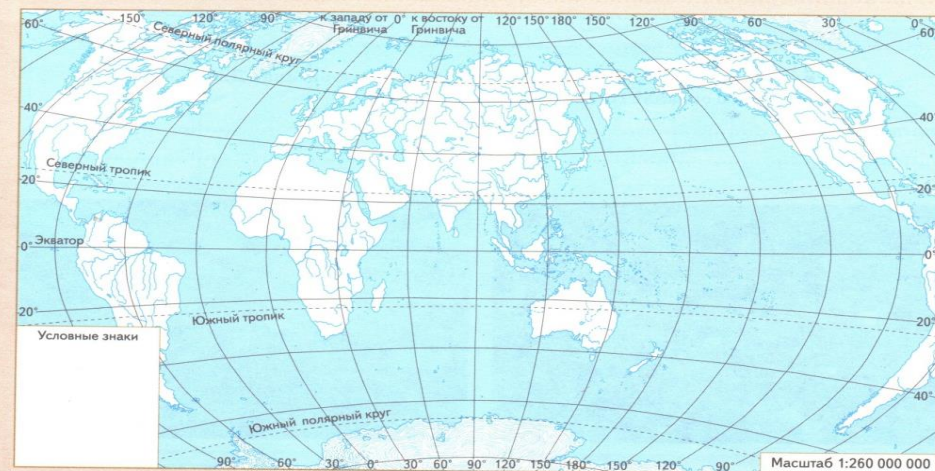 60° 150° 120° 90° к западу от 0° к востоку от 120° 150° 180° 150° 120° 90° 60° 30° 0°
Гринвича Гринвича
60°
Северный полярный круг
40° 40°
Северный тропик
20° 20°
Экватор
0° 0°
20° Южный тропик 20°
Условные знаки
40°
Южный полярный круг
90° 60° 30° 0° 30° 60° 90° 120° 150° 180° 150° 120° 90°
Масштаб 1:260 000 000